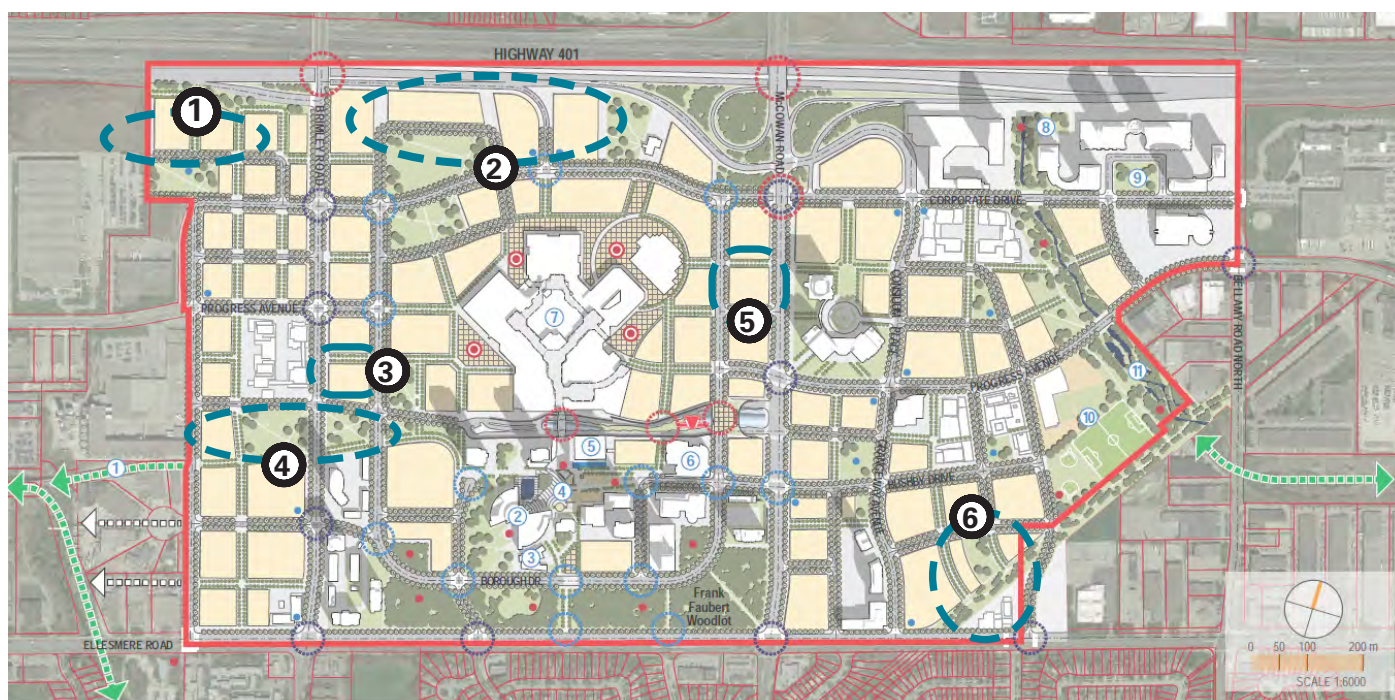 HIGHWAY 401
1
BRIMLEY ROAD
2
McCOWAN ROAD
8
9
CORPORATE DRIVE
5
PROGRESS AVENUE
7
3
BELLAMY ROAD NORTH
PROGRESS AVENUE
11
10
4
5
6
1
4
2
BUSHBY DRIVE
6
3
BOROUGH DR.
Frank
Faubert
Woodlot
ELLESMERE ROAD
0 50 100 200 m
SCALE 1:6000